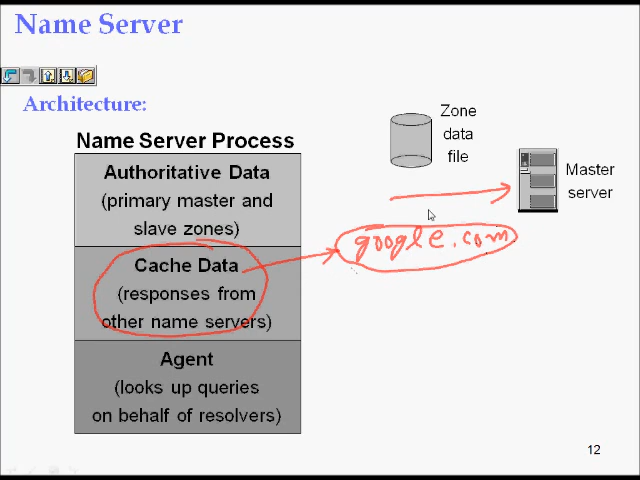 Name Server
Architecture:
Name Server Process
Authoritative Data
(primary master and
slave zones)
Cache Data
(responses from
other name servers)
Agent
(looks up queries
on behalf of resolvers)
Zone
data
file
Master
server
google.com
12